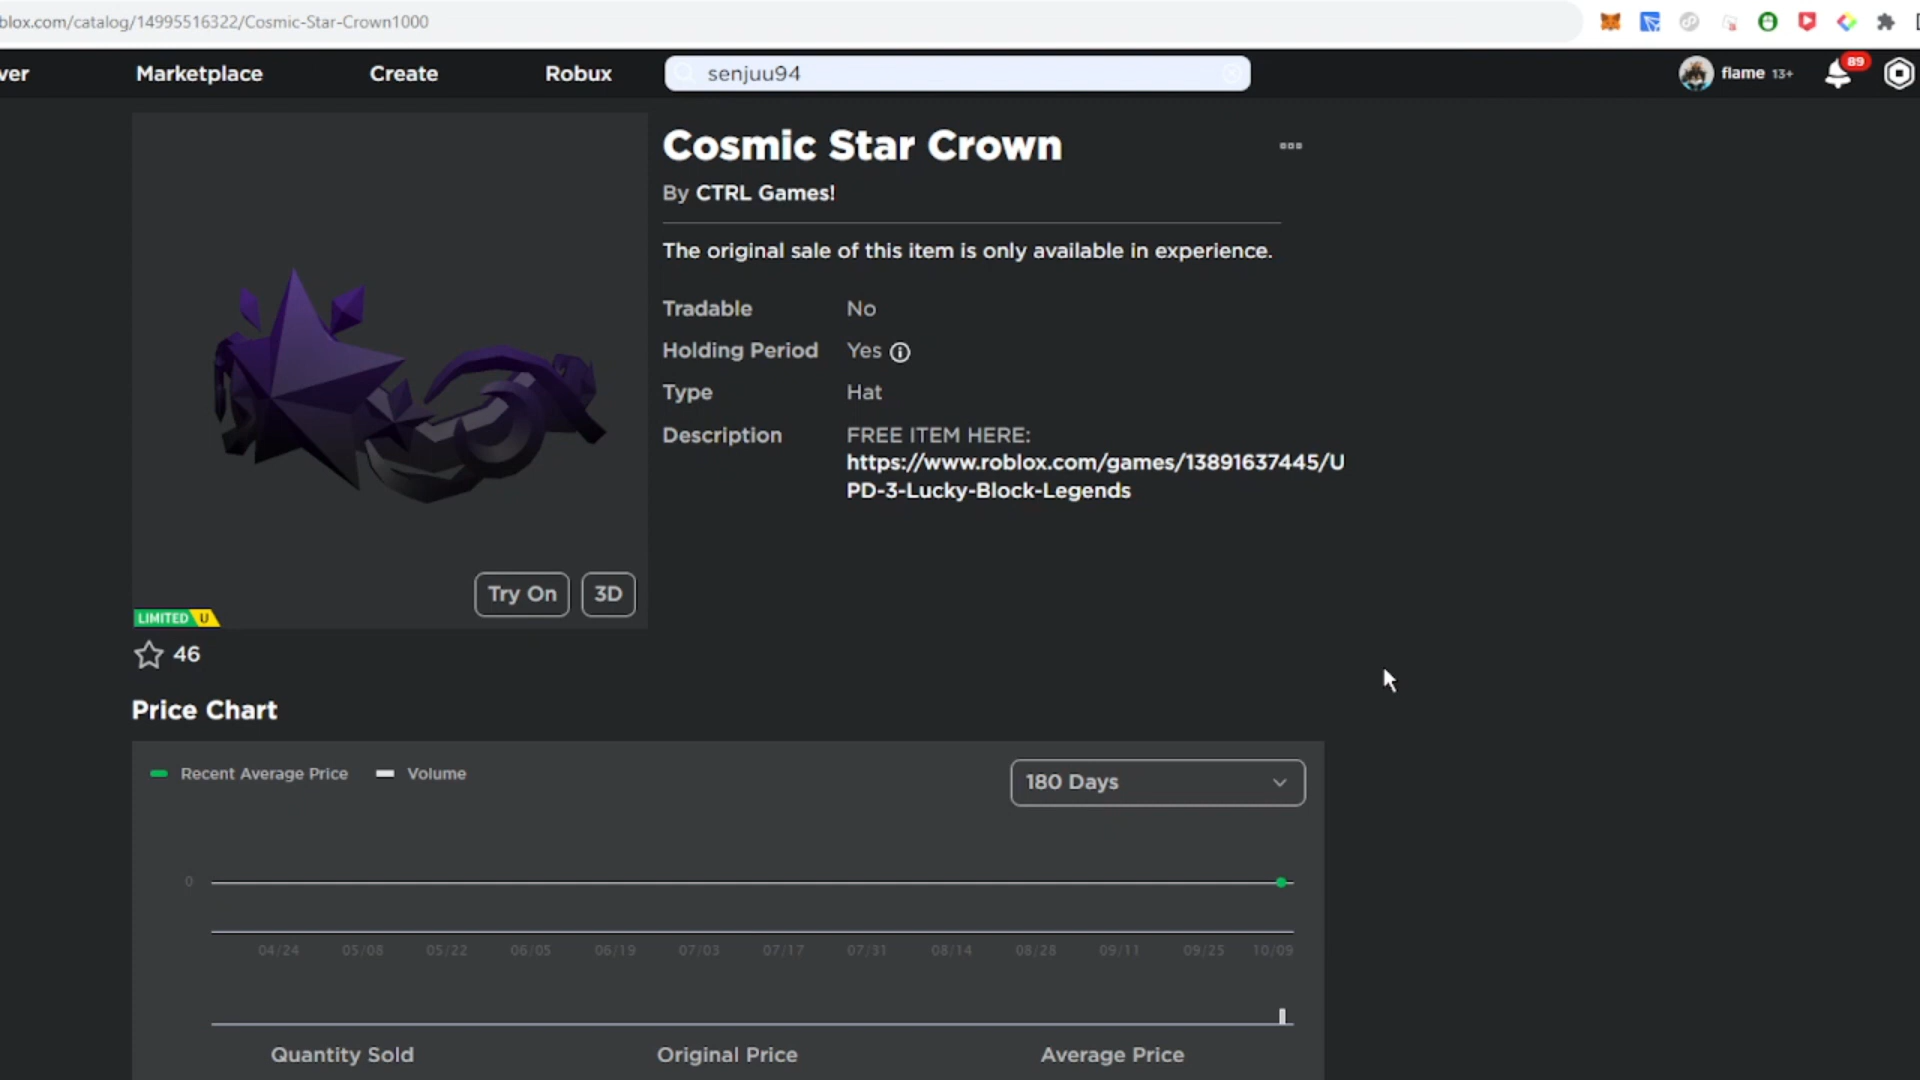 blox.com/catalog/14995516322/Cosmic-Star-Crown1000
ver Marketplace Create Robux senjuu94 flame 13+ 89
Cosmic Star Crown
By CTRL Games!
The original sale of this item is only available in experience.
Tradable No
Holding Period Yes
Type Hat
Description FREE ITEM HERE:
https://www.roblox.com/games/13891637445/U
PD-3-Lucky-Block-Legends
Try On 3D
LIMITED U
46
Price Chart
Recent Average Price Volume 180 Days
0
04/24 05/08 05/22 06/05 06/19 07/03 07/17 07/31 08/14 08/28 09/11 09/25 10/09
Quantity Sold Original Price Average Price